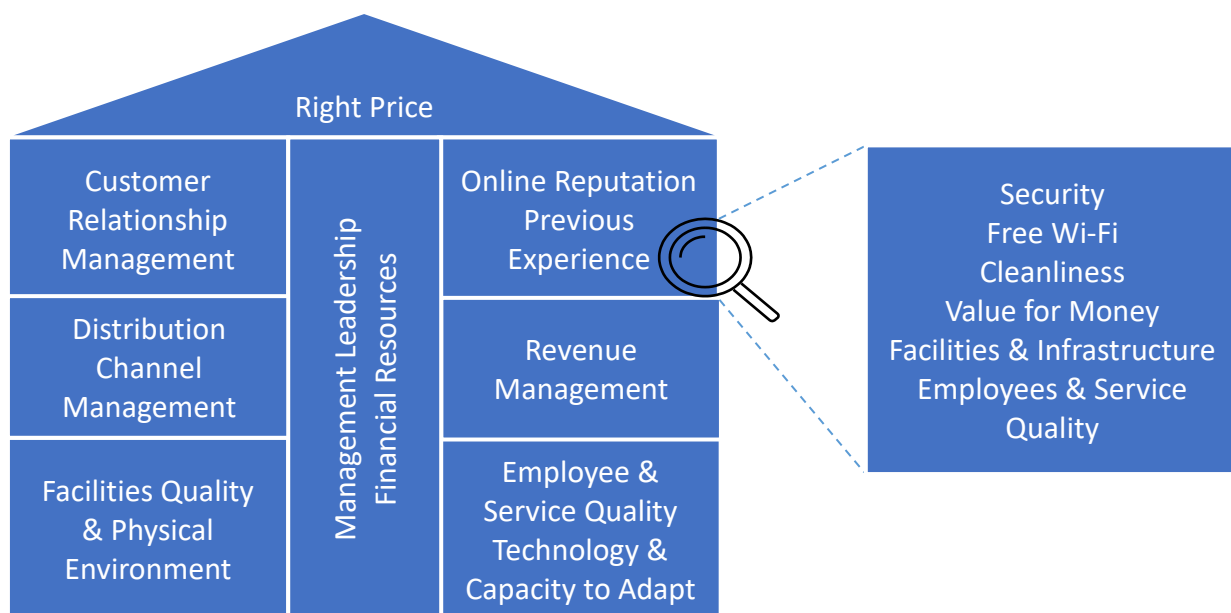 Right Price
Customer
Relationship
Management
Distribution
Channel
Management
Facilities Quality
& Physical
Environment
Management Leadership
Financial Resources
Online Reputation
Previous
Experience
Revenue
Management
Employee &
Service Quality
Technology &
Capacity to Adapt
Security
Free Wi-Fi
Cleanliness
Value for Money
Facilities & Infrastructure
Employees & Service
Quality